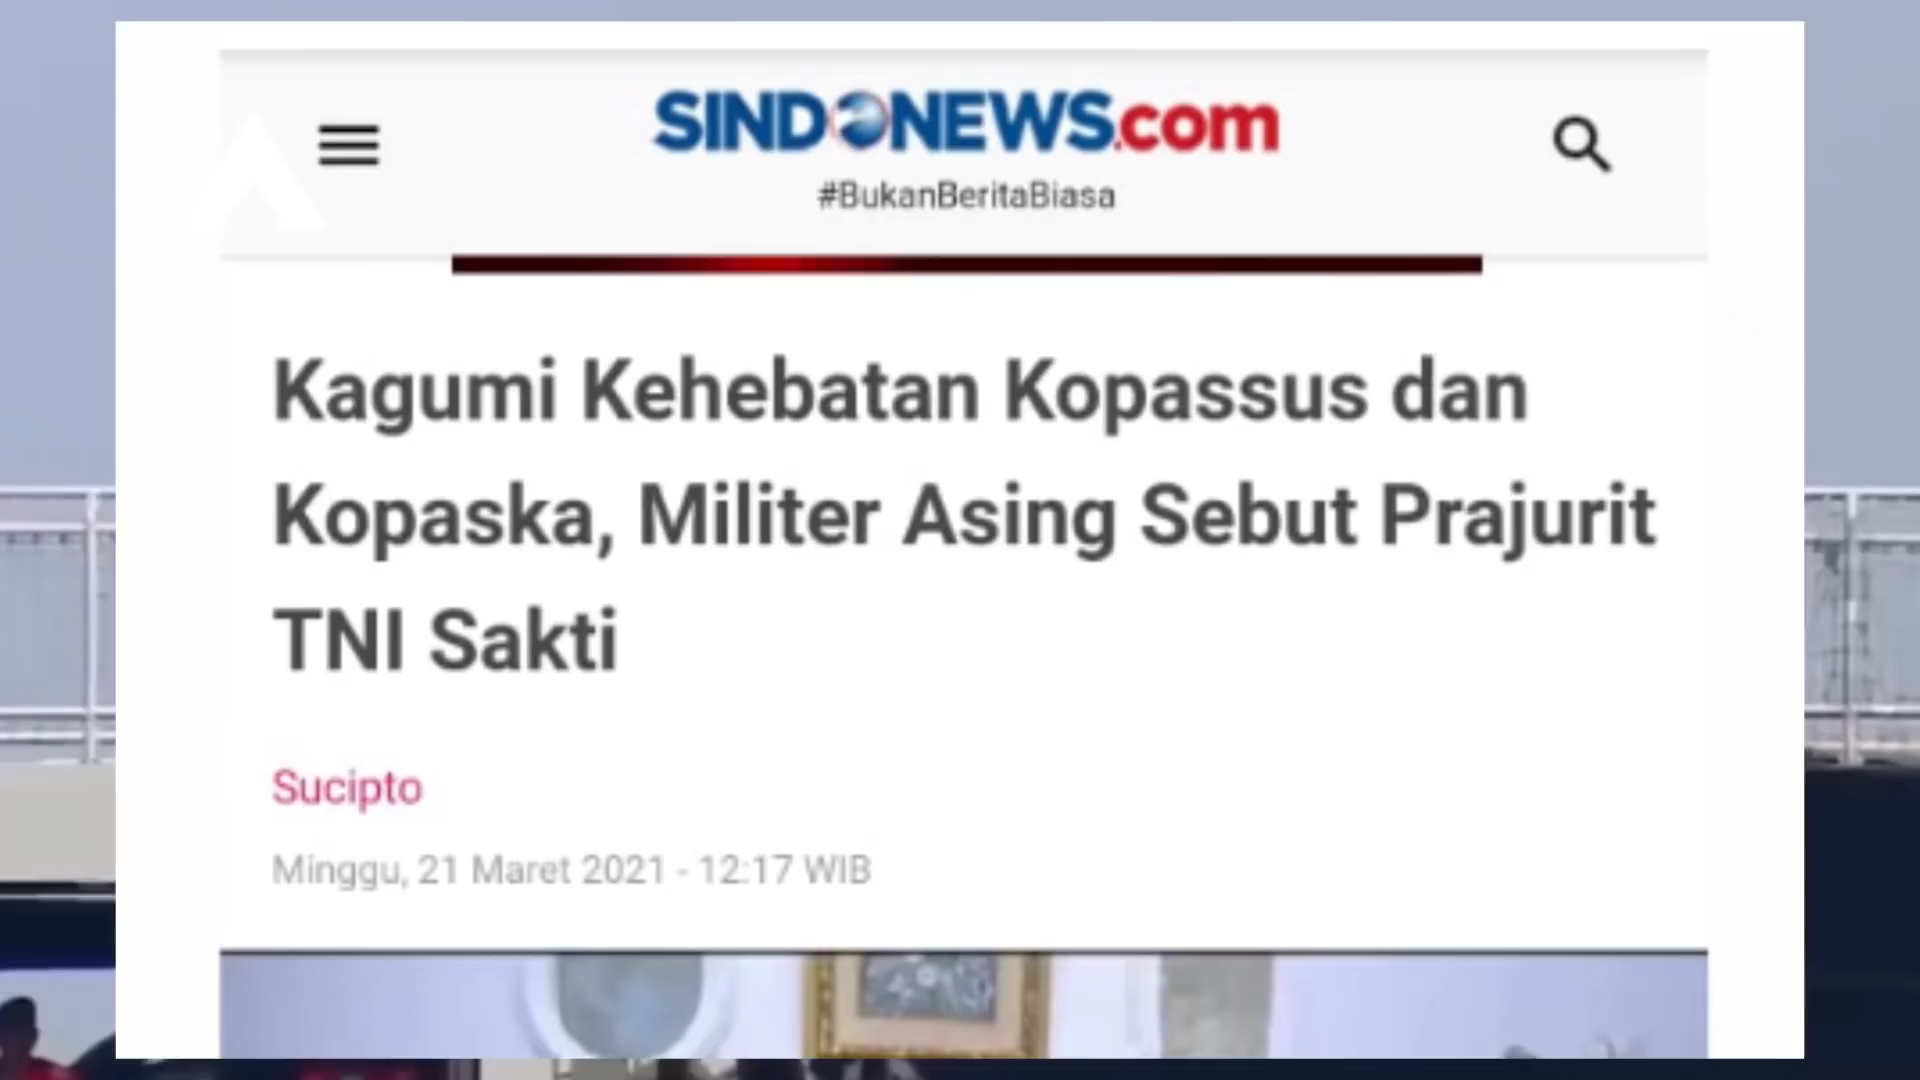 SINDONEWS.com
#BukanBeritaBiasa
Kagumi Kehebatan Kopassus dan
Kopaska, Militer Asing Sebut Prajurit
TNI Sakti
Sucipto
Minggu, 21 Maret 2021 - 12:17 WIB